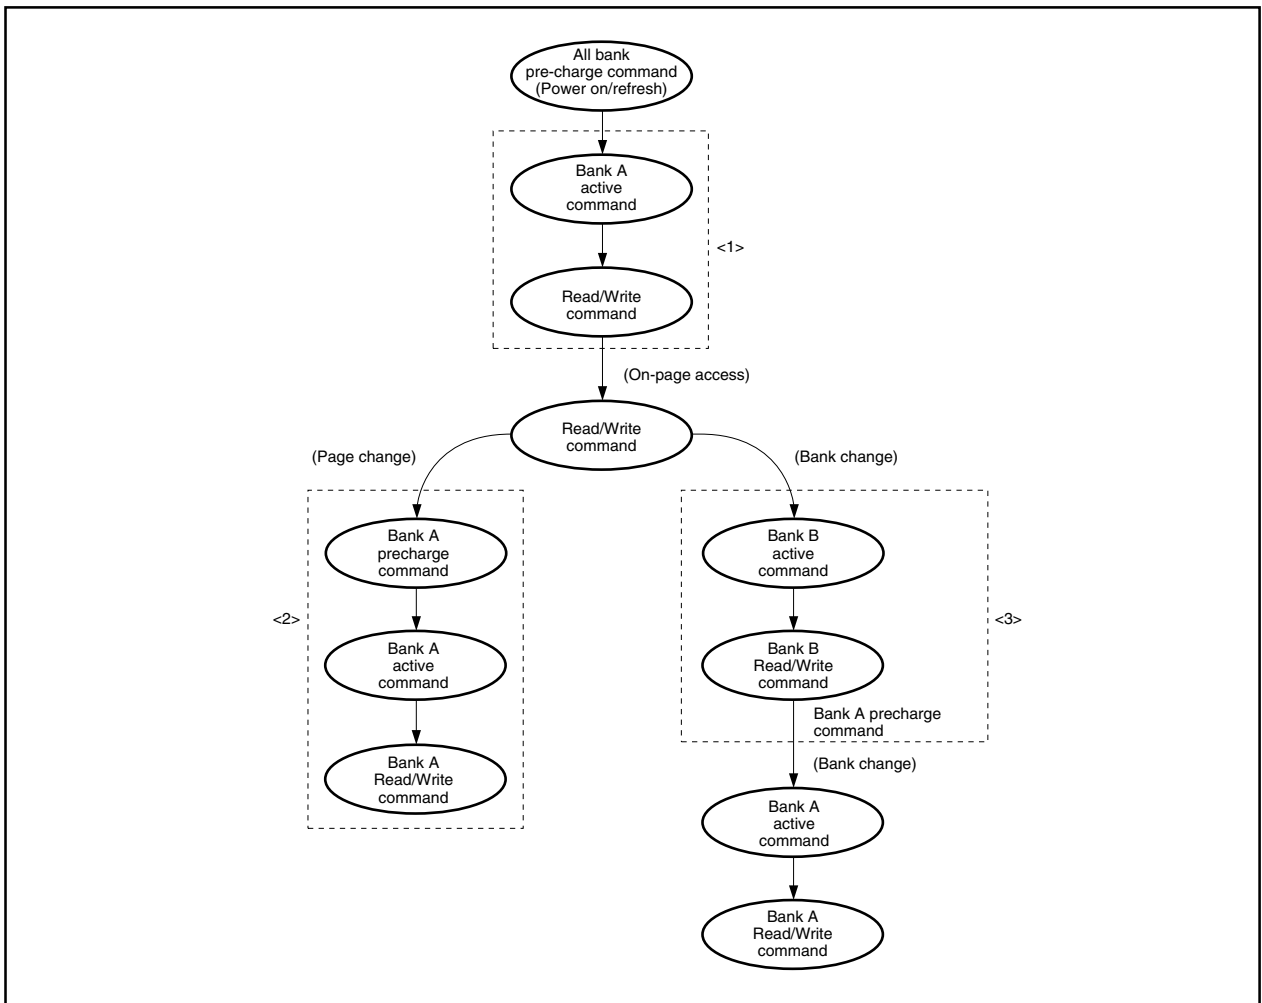 All bank
pre-charge command
(Power on/refresh)
Bank A
active
command
<1>
Read/Write
command
(On-page access)
Read/Write
command
(Page change)
(Bank change)
Bank A
precharge
command
Bank B
active
command
<2>
<3>
Bank A
active
command
Bank B
Read/Write
command
Bank A precharge
command
(Bank change)
Bank A
Read/Write
command
Bank A
active
command
Bank A
Read/Write
command